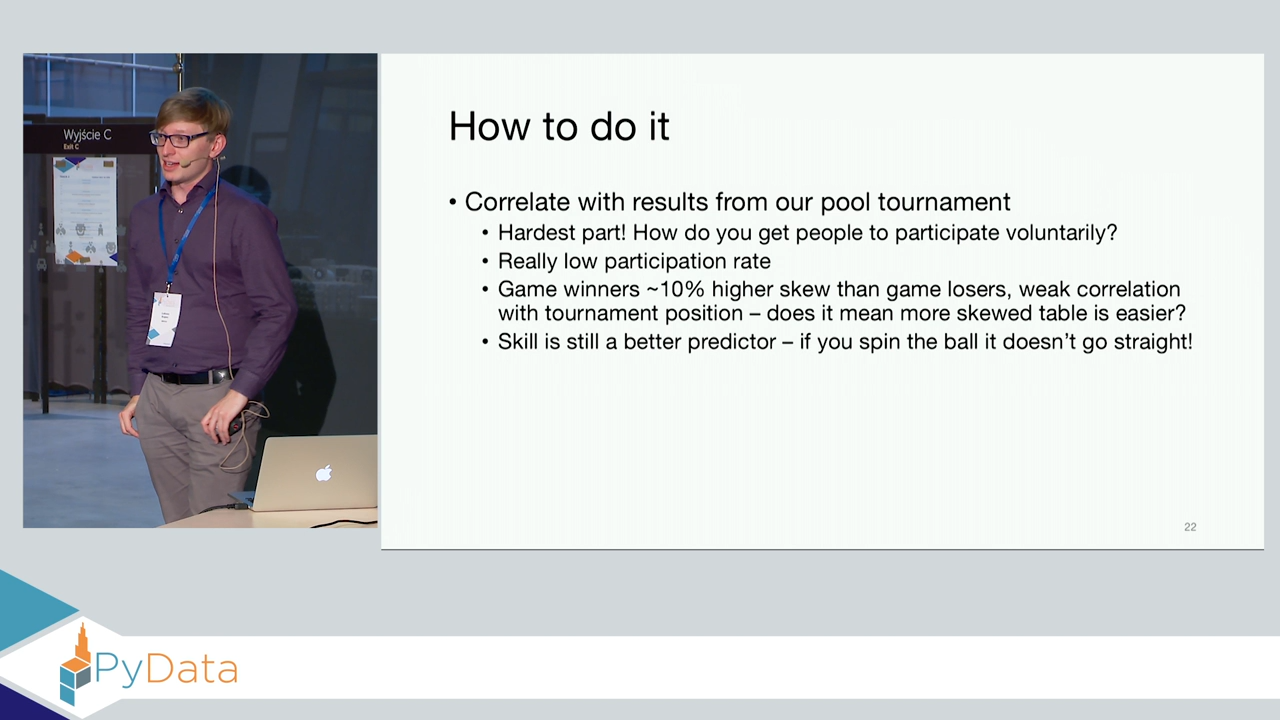 Wyjście C
Exit C
How to do it
• Correlate with results from our pool tournament
• Hardest part! How do you get people to participate voluntarily?
• Really low participation rate
• Game winners ~10% higher skew than game losers, weak correlation
with tournament position – does it mean more skewed table is easier?
• Skill is still a better predictor – if you spin the ball it doesn't go straight!
22
PyData